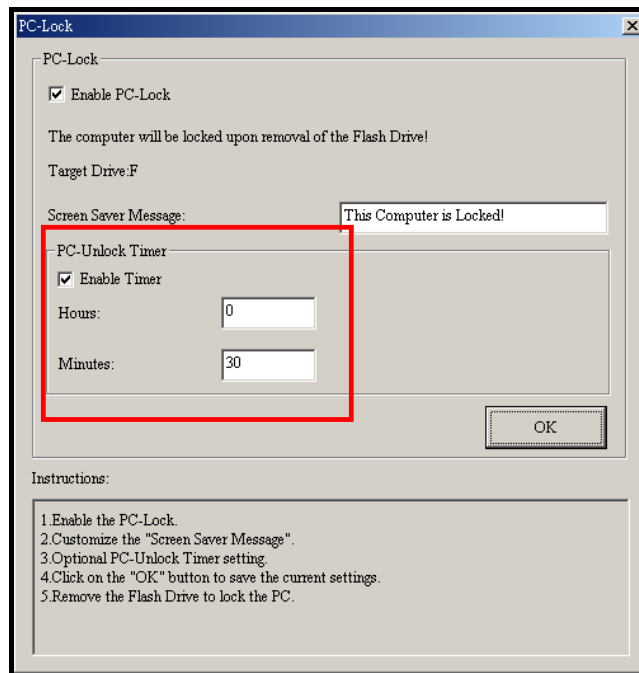 PC-Lock
PC-Lock
Enable PC-Lock
The computer will be locked upon removal of the Flash Drive!
Target Drive:F
Screen Saver Message: This Computer is Locked!
PC-Unlock Timer
Enable Timer
Hours: 0
Minutes: 30
OK
Instructions:
1.Enable the PC-Lock.
2.Customize the "Screen Saver Message".
3.Optional PC-Unlock Timer setting.
4.Click on the "OK" button to save the current settings.
5.Remove the Flash Drive to lock the PC.